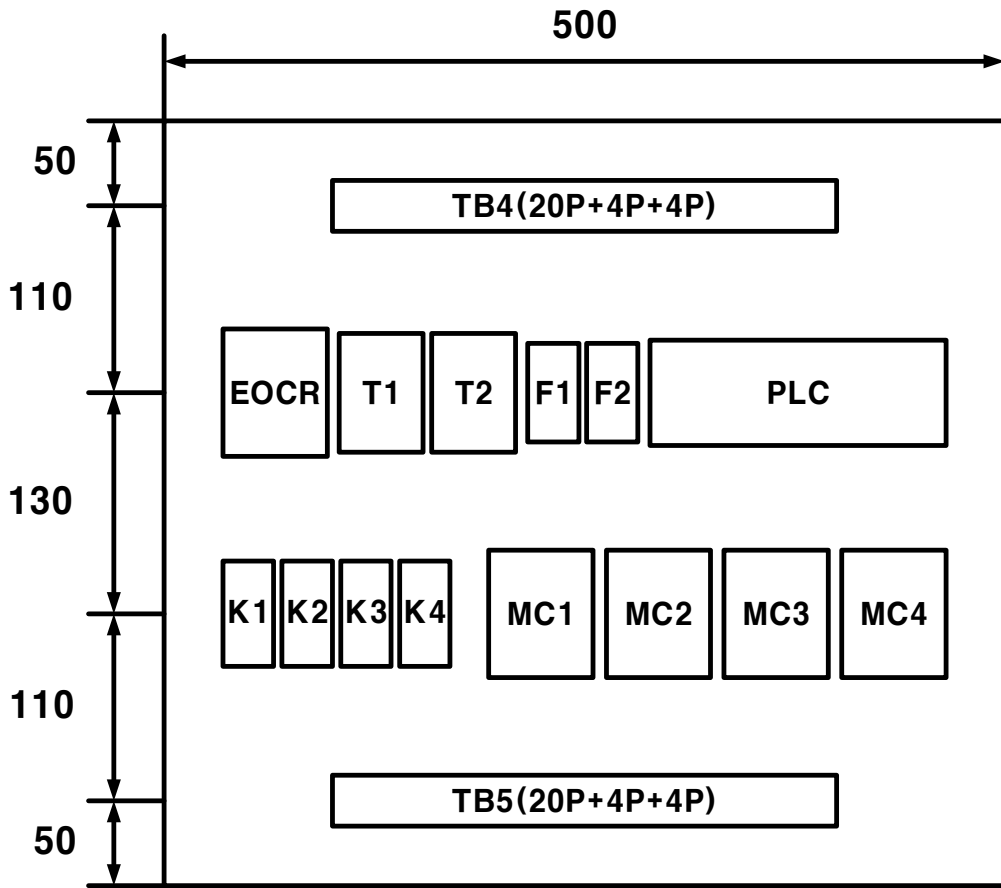 500
50
TB4(20P+4P+4P)
110
EOCR T1 T2 F1 F2 PLC
130
K1 K2 K3 K4 MC1 MC2 MC3 MC4
110
TB5(20P+4P+4P)
50